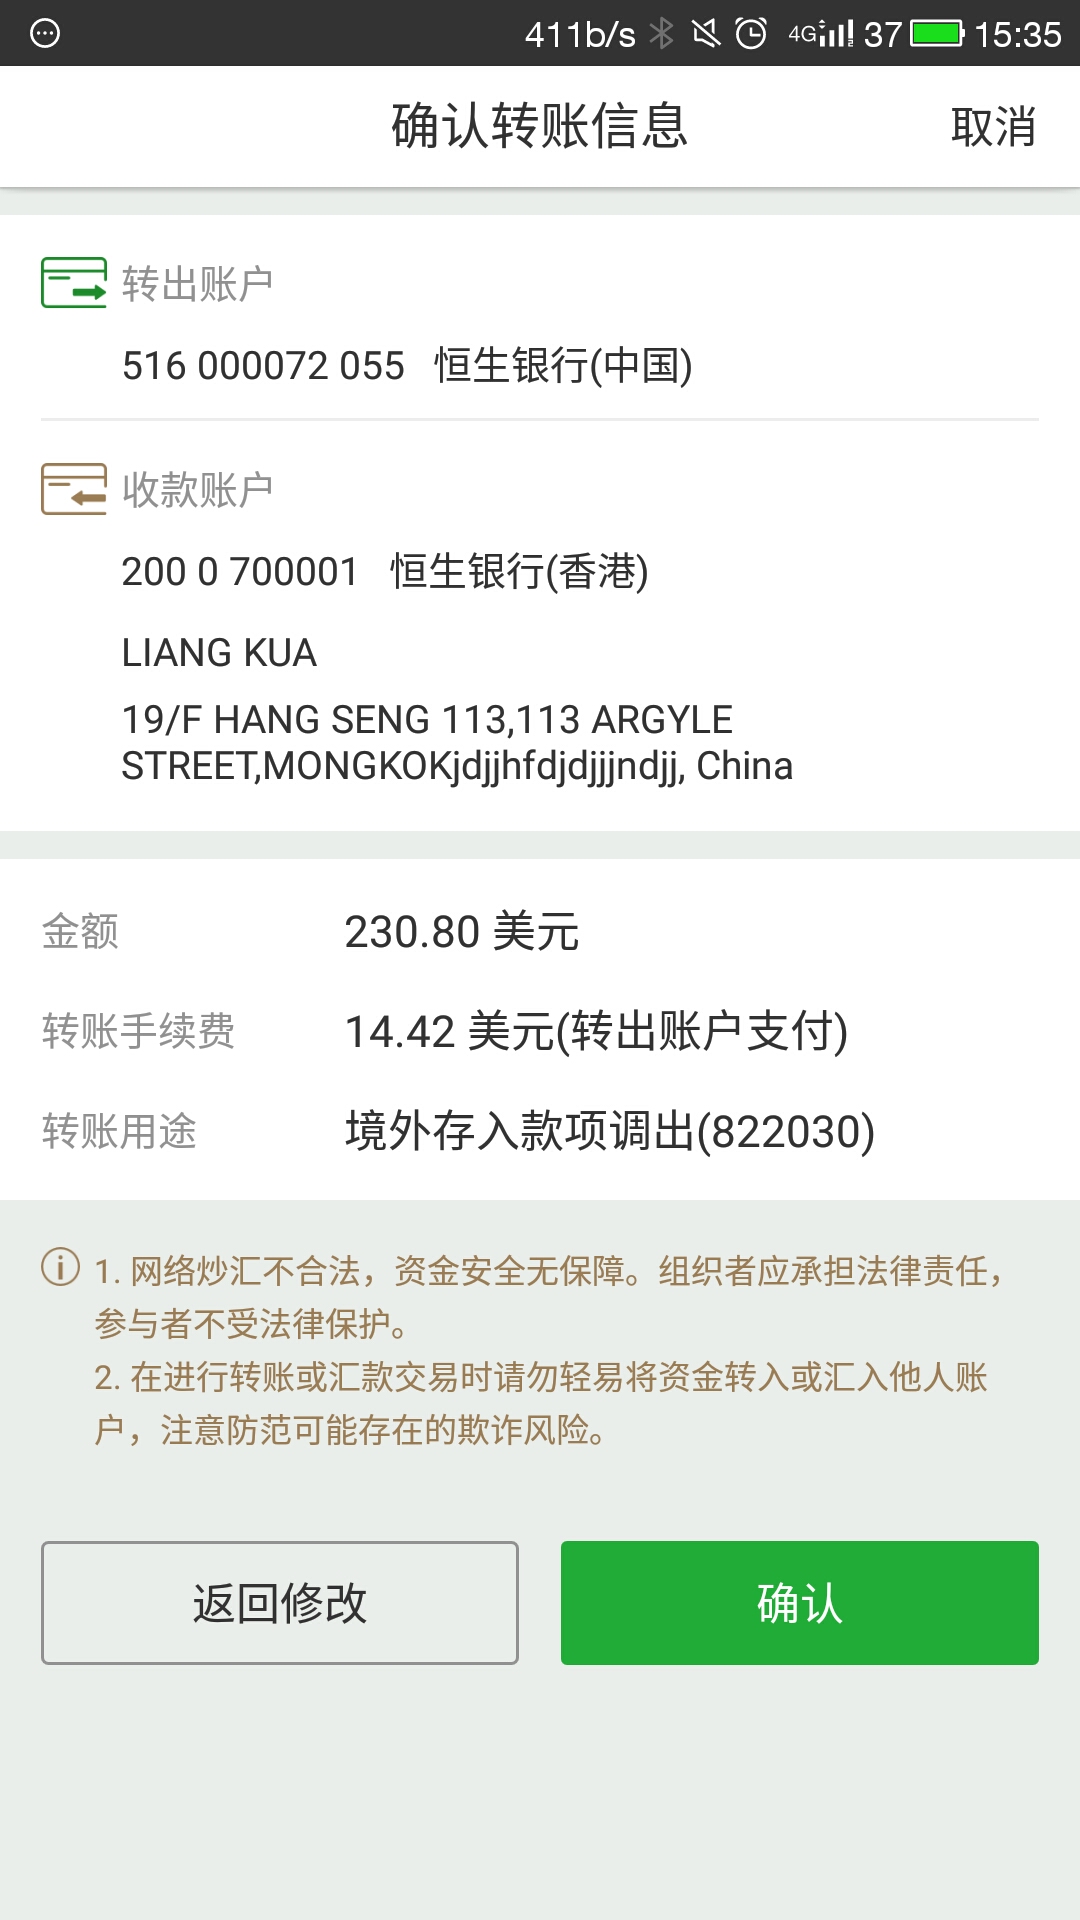 411b/s 4G 37 15:35
确认转账信息 取消
转出账户
516 000072 055 恒生银行(中国)
收款账户
200 0 700001 恒生银行(香港)
LIANG KUA
19/F HANG SENG 113,113 ARGYLE
STREET,MONGKOKjdjjhfdjdjjjndjj, China
金额 230.80 美元
转账手续费 14.42 美元(转出账户支付)
转账用途 境外存入款项调出(822030)
1. 网络炒汇不合法，资金安全无保障。组织者应承担法律责任，
参与者不受法律保护。
2. 在进行转账或汇款交易时请勿轻易将资金转入或汇入他人账
户，注意防范可能存在的欺诈风险。
返回修改 确认